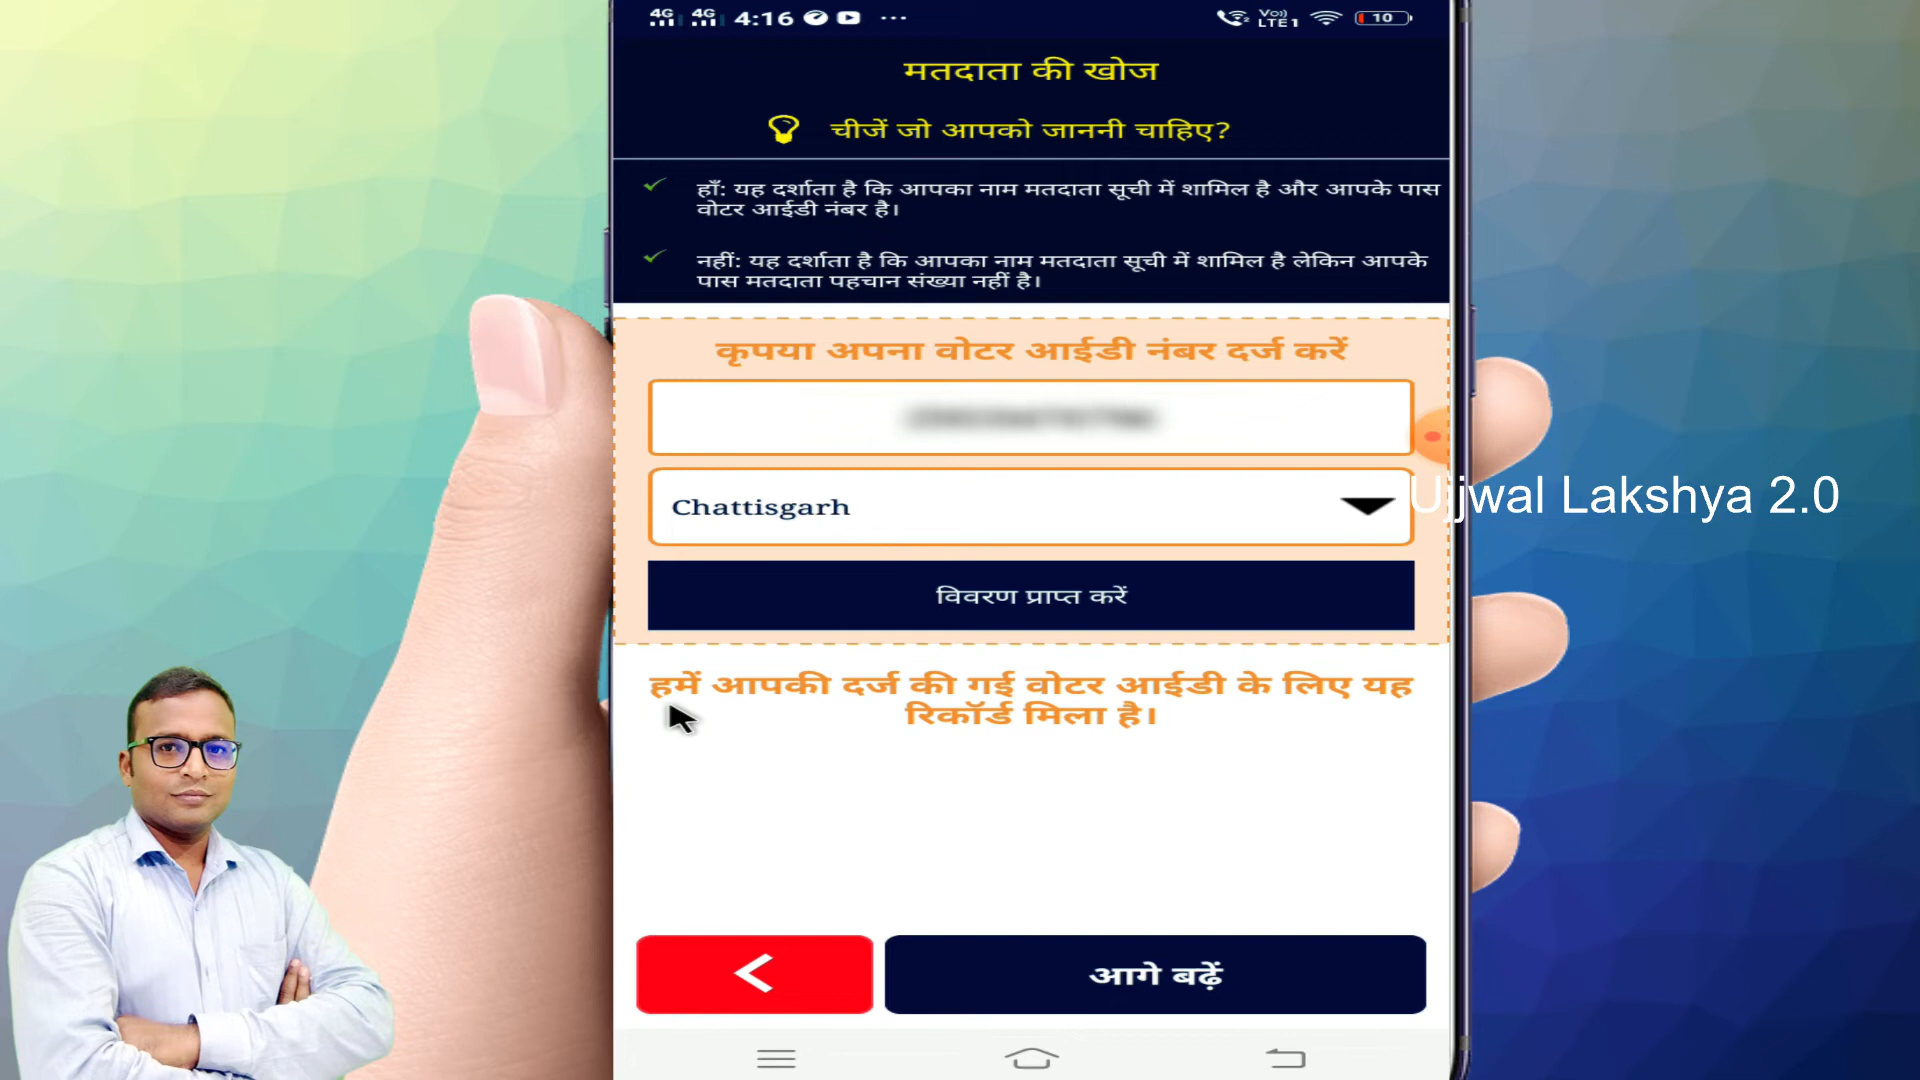 4G 4G 4:16 ... Vo)) LTE1 10
मतदाता की खोज
चीजें जो आपको जाननी चाहिए?
हाँ: यह दर्शाता है कि आपका नाम मतदाता सूची में शामिल है और आपके पास
वोटर आईडी नंबर है।
नहीं: यह दर्शाता है कि आपका नाम मतदाता सूची में शामिल है लेकिन आपके
पास मतदाता पहचान संख्या नहीं है।
कृपया अपना वोटर आईडी नंबर दर्ज करें
Chattisgarh
Ujjwal Lakshya 2.0
विवरण प्राप्त करें
हमें आपकी दर्ज की गई वोटर आईडी के लिए यह
रिकॉर्ड मिला है।
आगे बढ़ें